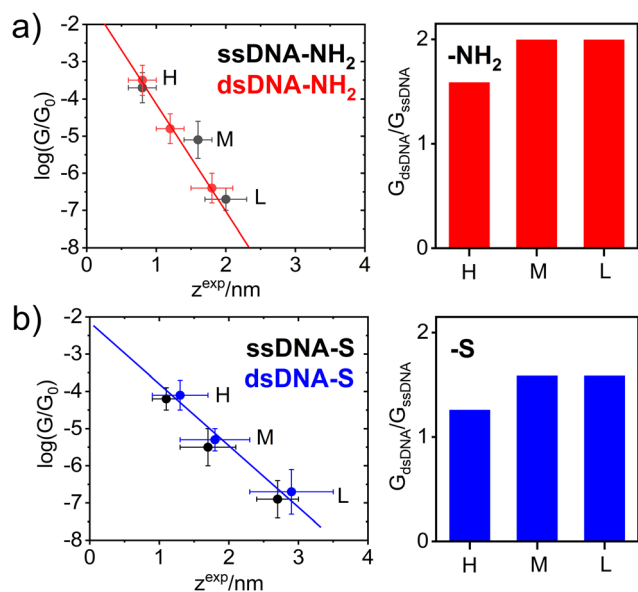 a)
-2
-3
-4
-5
-6
-7
-8
log(G/G0)
ssDNA-NH2
dsDNA-NH2
H
M
L
0 1 2 3 4
z^exp/nm
2
1
0
GdsDNA/GssDNA
-NH2
H M L
b)
-1
-2
-3
-4
-5
-6
-7
-8
log(G/G0)
ssDNA-S
dsDNA-S
H
M
L
0 1 2 3 4
z^exp/nm
2
1
0
GdsDNA/GssDNA
-S
H M L